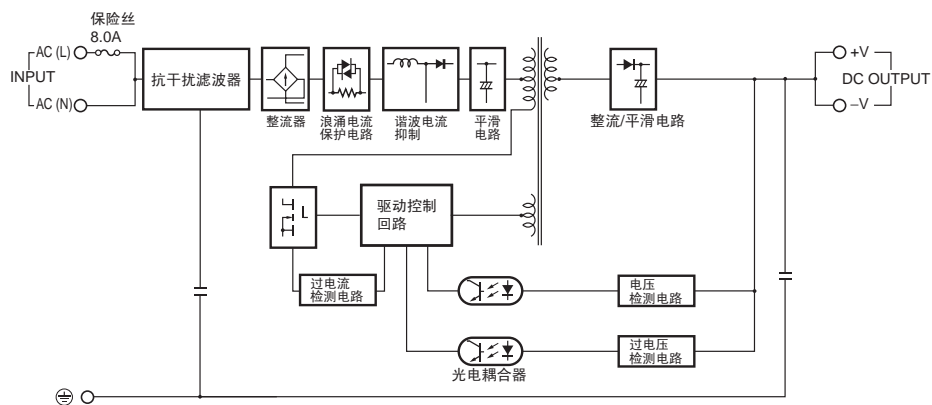 保险丝
8.0A
AC (L)
INPUT
AC (N)
抗干扰滤波器
整流器
浪涌电流
保护电路
谐波电流
抑制
平滑
电路
整流/平滑电路
+V
DC OUTPUT
−V
驱动控制
回路
过电流
检测电路
电压
检测电路
过电压
检测电路
光电耦合器